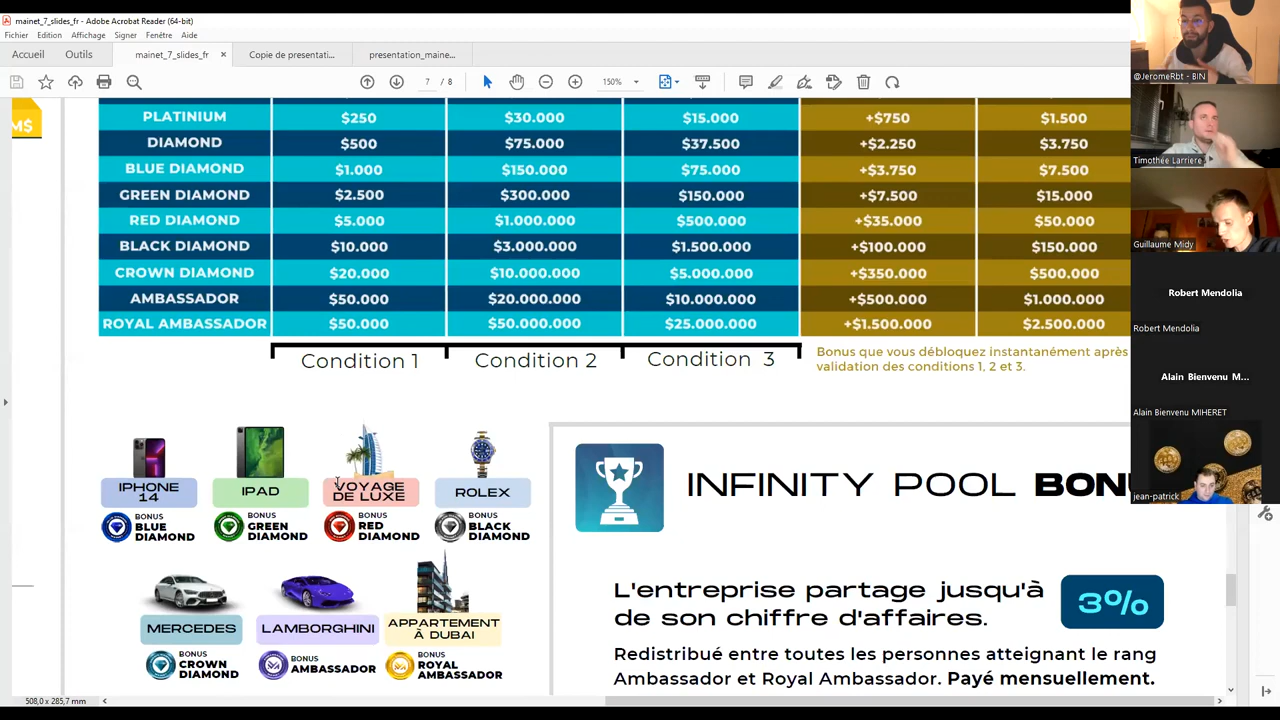 mainet_7_slides_fr - Adobe Acrobat Reader (64-bit)
Fichier Edition Affichage Signer Fenêtre Aide
Accueil Outils mainet_7_slides_fr × Copie de presentati... presentation_maine...
7 / 8 150%
M$
PLATINIUM $250 $30.000 $15.000 +$750 $1.500
DIAMOND $500 $75.000 $37.500 +$2.250 $3.750
BLUE DIAMOND $1.000 $150.000 $75.000 +$3.750 $7.500
GREEN DIAMOND $2.500 $300.000 $150.000 +$7.500 $15.000
RED DIAMOND $5.000 $1.000.000 $500.000 +$35.000 $50.000
BLACK DIAMOND $10.000 $3.000.000 $1.500.000 +$100.000 $150.000
CROWN DIAMOND $20.000 $10.000.000 $5.000.000 +$350.000 $500.000
AMBASSADOR $50.000 $20.000.000 $10.000.000 +$500.000 $1.000.000
ROYAL AMBASSADOR $50.000 $50.000.000 $25.000.000 +$1.500.000 $2.500.000
Condition 1 Condition 2 Condition 3
Bonus que vous débloquez instantanément après
validation des conditions 1, 2 et 3.
IPHONE
14
BONUS
BLUE
DIAMOND
IPAD
BONUS
GREEN
DIAMOND
VOYAGE
DE LUXE
BONUS
RED
DIAMOND
ROLEX
BONUS
BLACK
DIAMOND
MERCEDES
BONUS
CROWN
DIAMOND
LAMBORGHINI
BONUS
AMBASSADOR
APPARTEMENT
À DUBAI
BONUS
ROYAL
AMBASSADOR
INFINITY POOL BONU
L'entreprise partage jusqu'à
de son chiffre d'affaires.
3%
Redistribué entre toutes les personnes atteignant le rang
Ambassador et Royal Ambassador. Payé mensuellement.
508,0 x 285,7 mm
@JeromeRbt - BIN
Timothée Larriere
Guillaume Midy
Robert Mendolia
Robert Mendolia
Alain Bienvenu M...
Alain Bienvenu MIHERET
jean-patrick